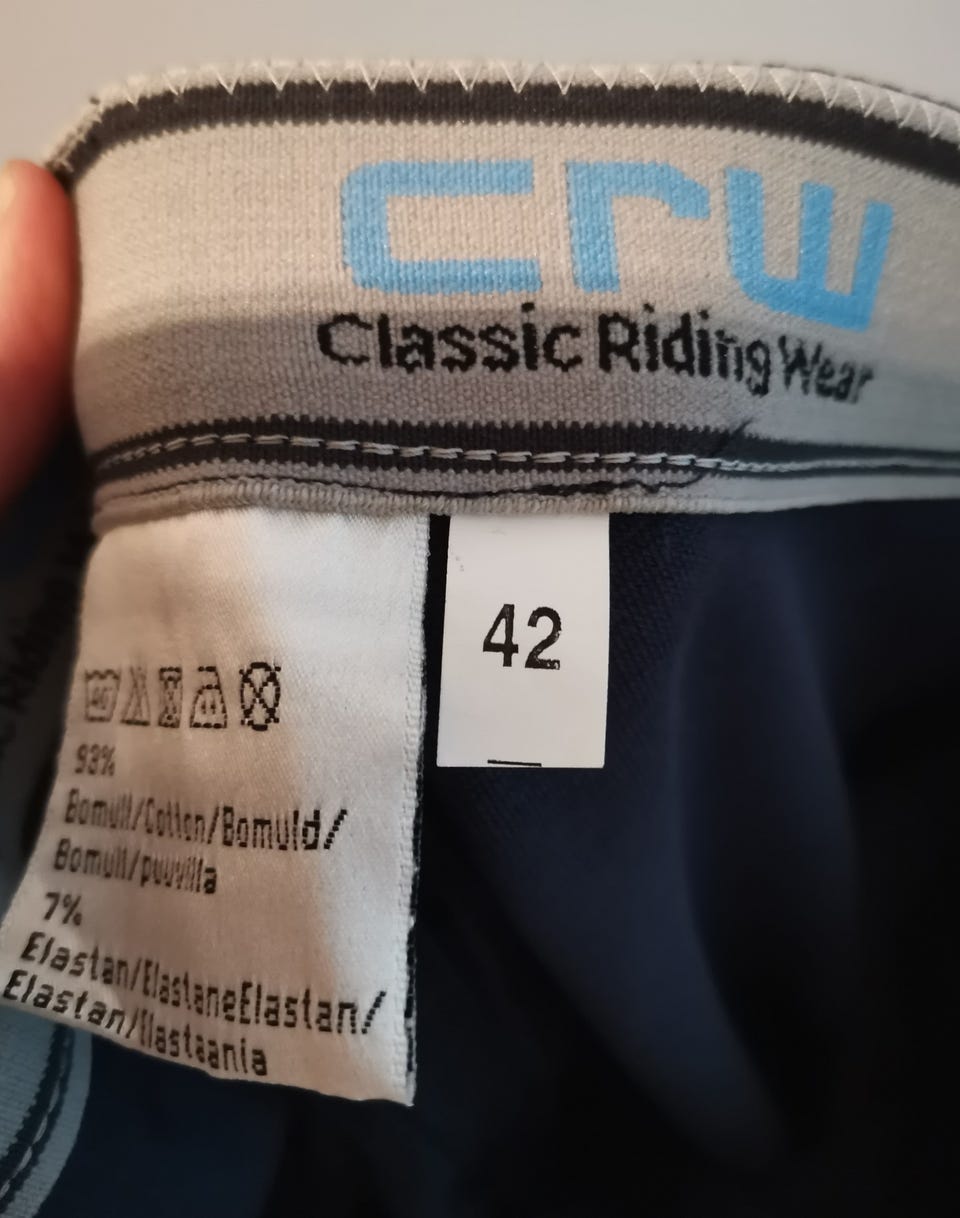 crw
Classic Riding Wear
42
93%
Bomull/Cotton/Bomuld/
Bomull/puuvilla
7%
Elastan/ElastaneElastan/
Elastan/Elastaania